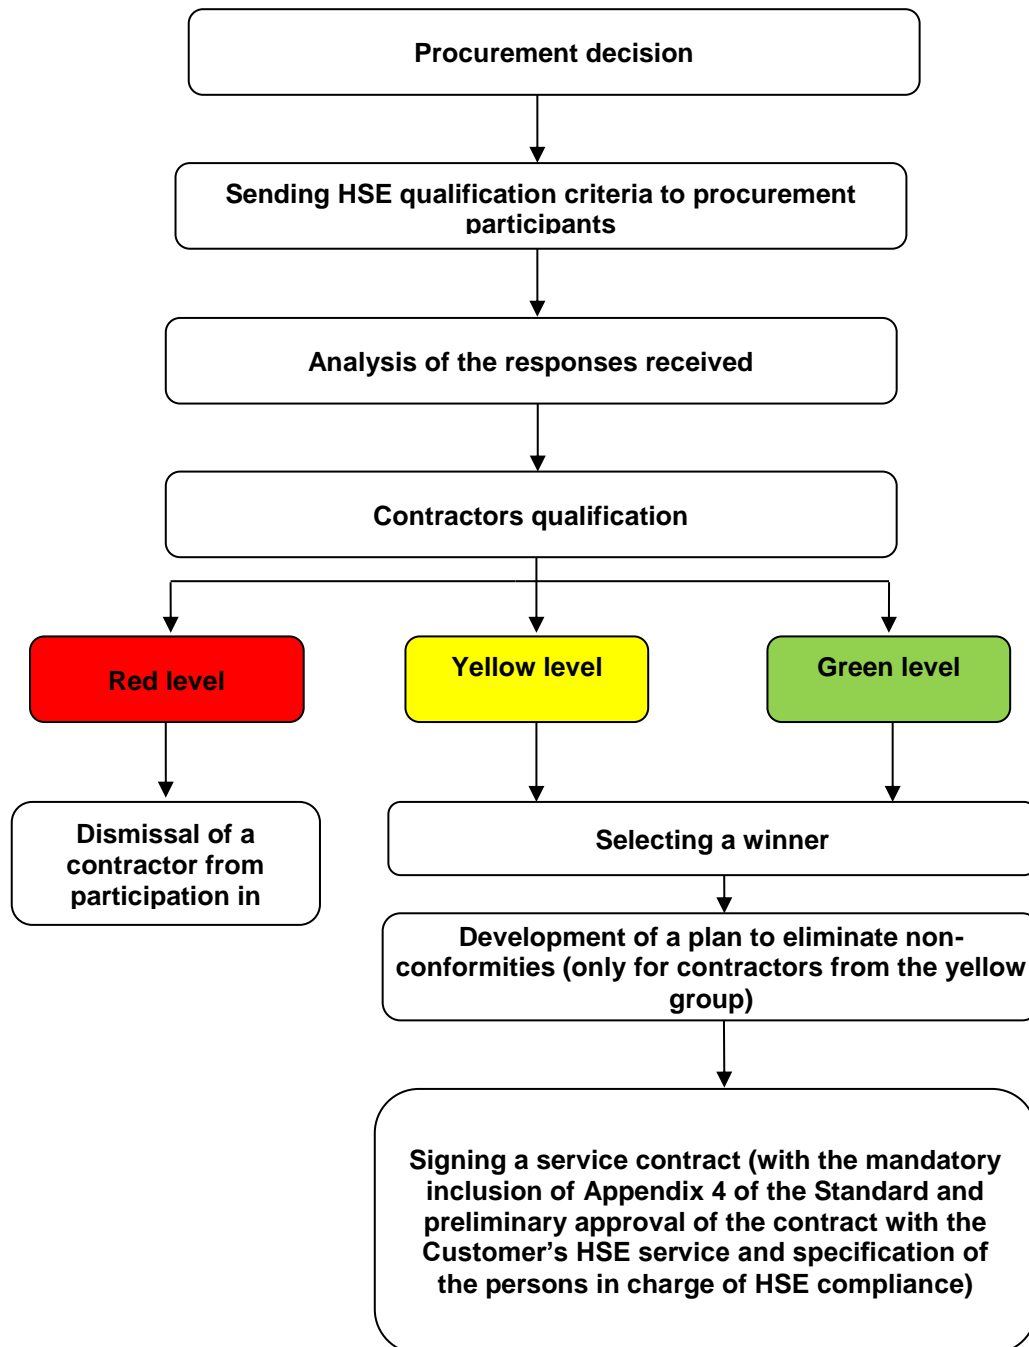 Procurement decision
Sending HSE qualification criteria to procurement
participants
Analysis of the responses received
Contractors qualification
Red level
Yellow level
Green level
Dismissal of a
contractor from
participation in
Selecting a winner
Development of a plan to eliminate non-
conformities (only for contractors from the yellow
group)
Signing a service contract (with the mandatory
inclusion of Appendix 4 of the Standard and
preliminary approval of the contract with the
Customer’s HSE service and specification of
the persons in charge of HSE compliance)